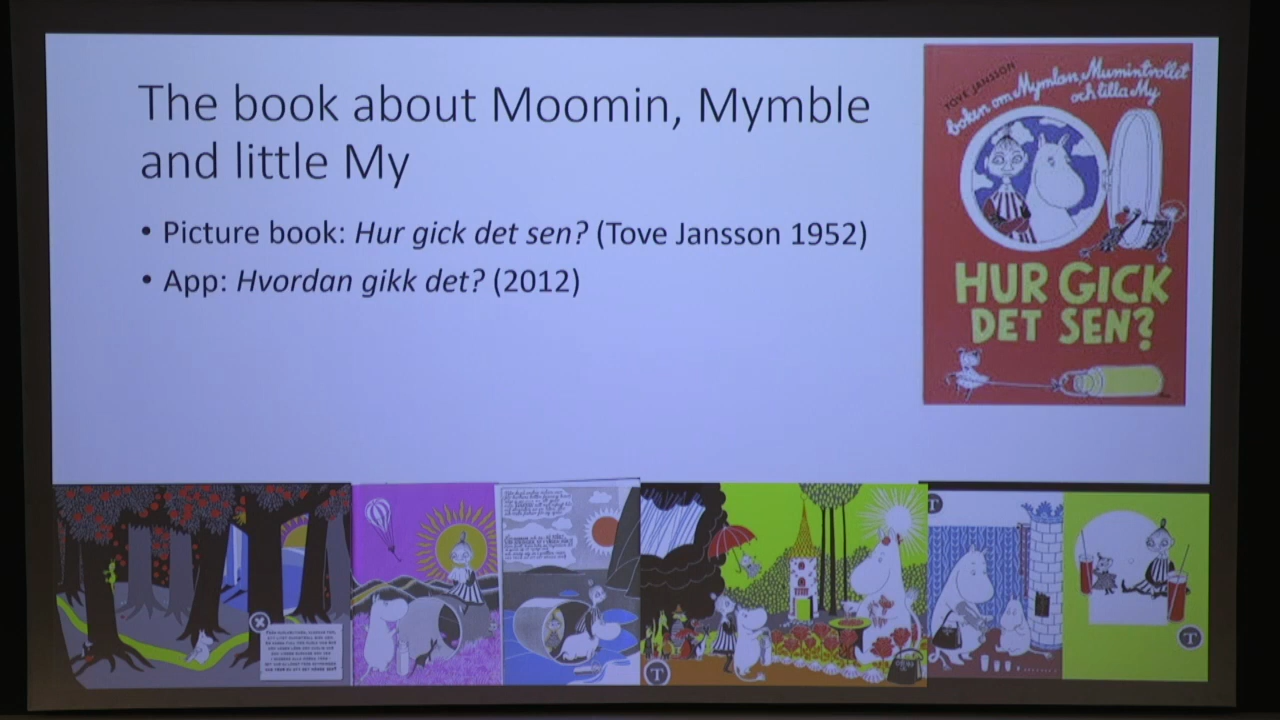 The book about Moomin, Mymble
and little My
• Picture book: Hur gick det sen? (Tove Jansson 1952)
• App: Hvordan gikk det? (2012)
TOVE JANSSON
boken om Mymlan, Mumintrollet
och lilla My
HUR GICK
DET SEN?
T
T
T